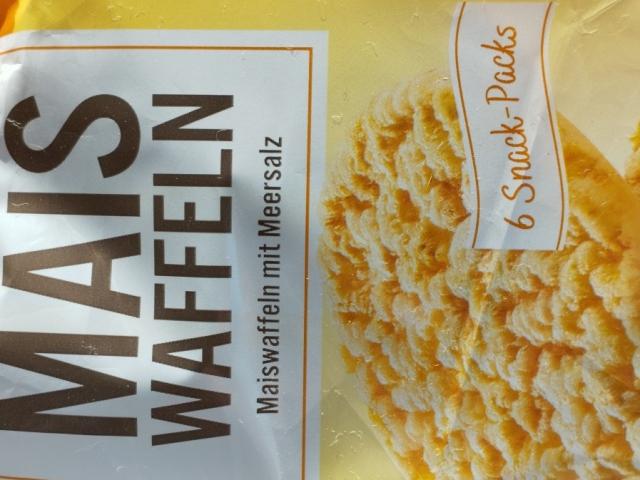 MAIS
WAFFELN
Maiswaffeln mit Meersalz
6 Snack-Packs